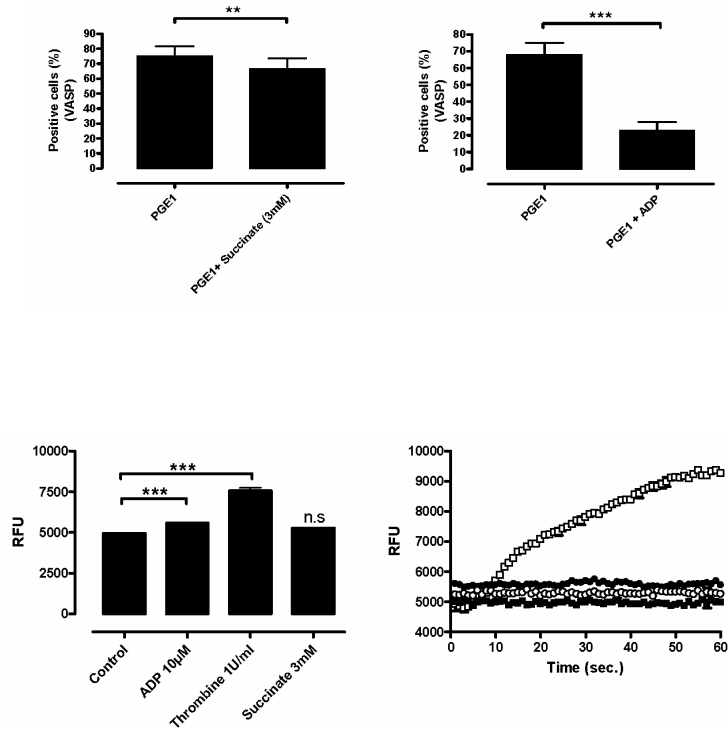 **
Positive cells (%)
(VASP)
90
80
70
60
50
40
30
20
10
0
PGE1
PGE1+ Succinate (3mM)
***
Positive cells (%)
(VASP)
80
70
60
50
40
30
20
10
0
PGE1
PGE1 + ADP
RFU
10000
7500
5000
2500
0
***
***
n.s
Control
ADP 10µM
Thrombine 1U/ml
Succinate 3mM
RFU
10000
9000
8000
7000
6000
5000
4000
0 10 20 30 40 50 60
Time (sec.)